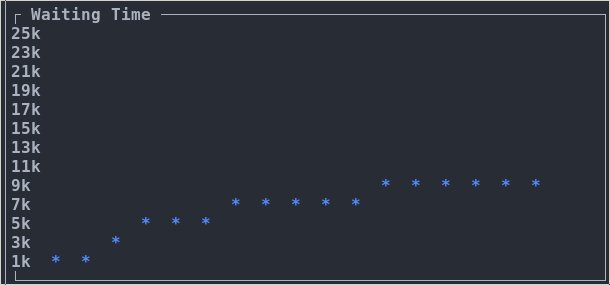 Waiting Time
25k
23k
21k
19k
17k
15k
13k
11k
9k * * * * * *
7k * * * * *
5k * * *
3k *
1k * *